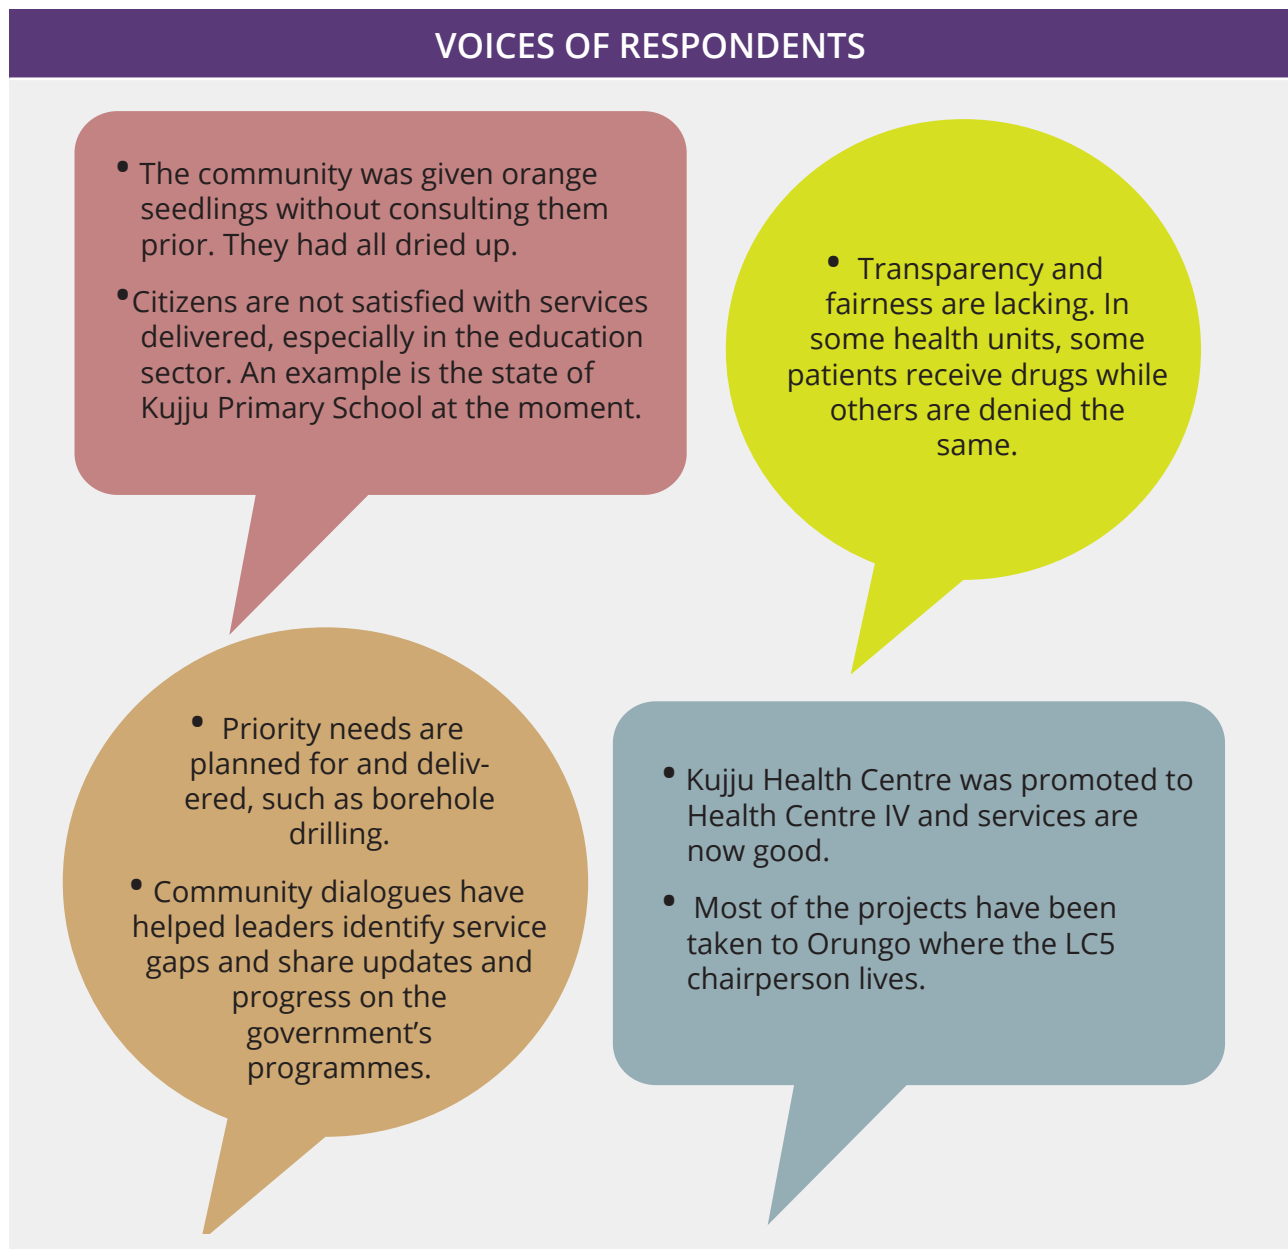 VOICES OF RESPONDENTS
• The community was given orange
seedlings without consulting them
prior. They had all dried up.
•Citizens are not satisfied with services
delivered, especially in the education
sector. An example is the state of
Kujju Primary School at the moment.
• Transparency and
fairness are lacking. In
some health units, some
patients receive drugs while
others are denied the
same.
• Priority needs are
planned for and deliv-
ered, such as borehole
drilling.
• Community dialogues have
helped leaders identify service
gaps and share updates and
progress on the
government’s
programmes.
• Kujju Health Centre was promoted to
Health Centre IV and services are
now good.
• Most of the projects have been
taken to Orungo where the LC5
chairperson lives.